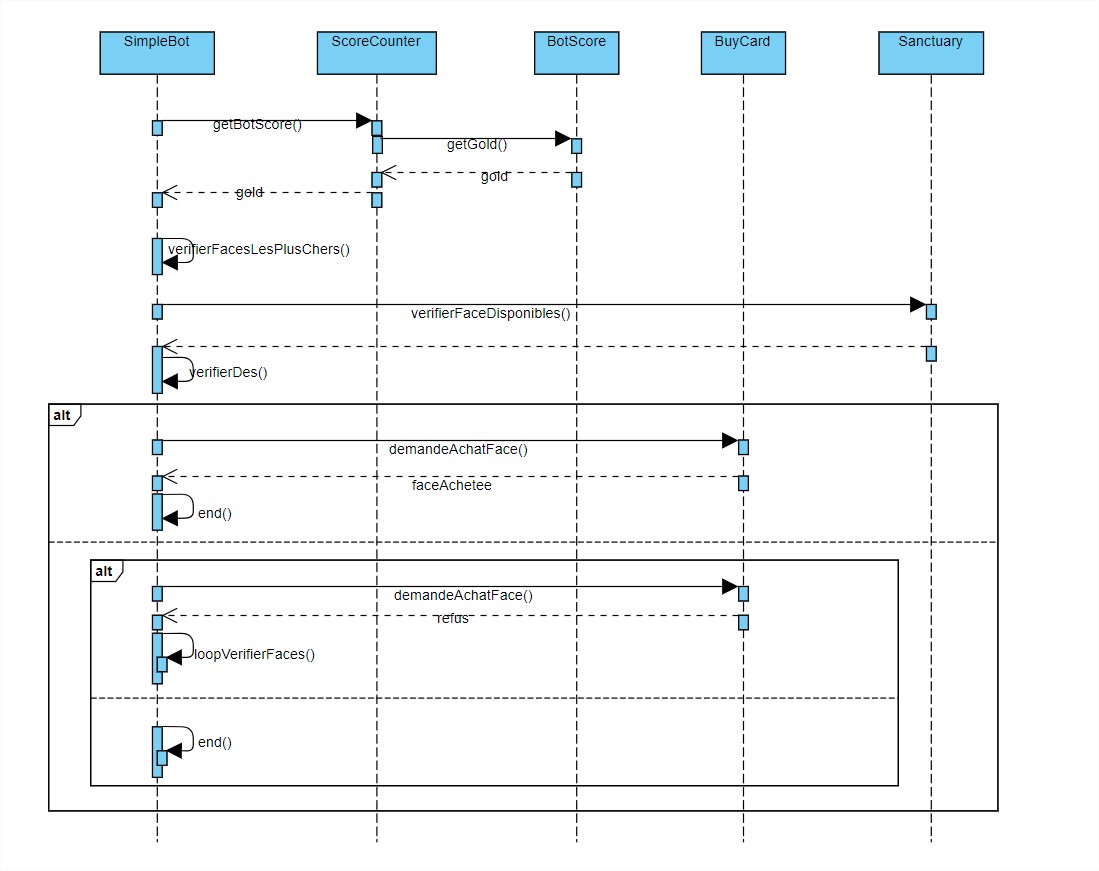 SimpleBot
ScoreCounter
BotScore
BuyCard
Sanctuary
getBotScore()
getGold()
gold
gold
verifierFacesLesPlusChers()
verifierFaceDisponibles()
verifierDes()
alt
demandeAchatFace()
faceAchetee
end()
alt
demandeAchatFace()
refus
loopVerifierFaces()
end()